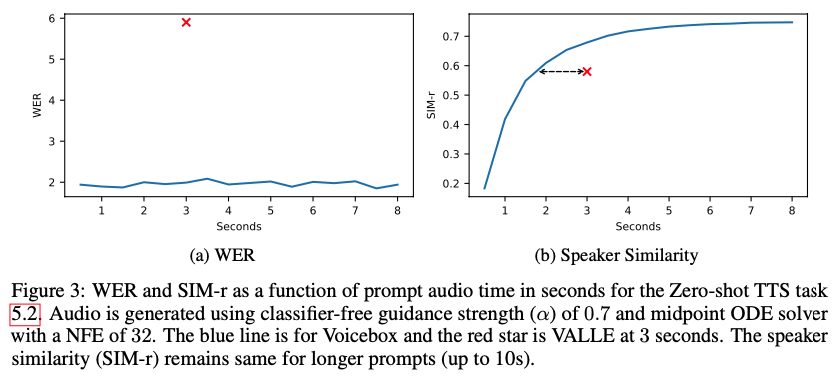 6
5
4
3
2
WER
1 2 3 4 5 6 7 8
Seconds
(a) WER
0.7
0.6
0.5
0.4
0.3
0.2
SIM-r
1 2 3 4 5 6 7 8
Seconds
(b) Speaker Similarity
Figure 3: WER and SIM-r as a function of prompt audio time in seconds for the Zero-shot TTS task
5.2. Audio is generated using classifier-free guidance strength (α) of 0.7 and midpoint ODE solver
with a NFE of 32. The blue line is for Voicebox and the red star is VALLE at 3 seconds. The speaker
similarity (SIM-r) remains same for longer prompts (up to 10s).